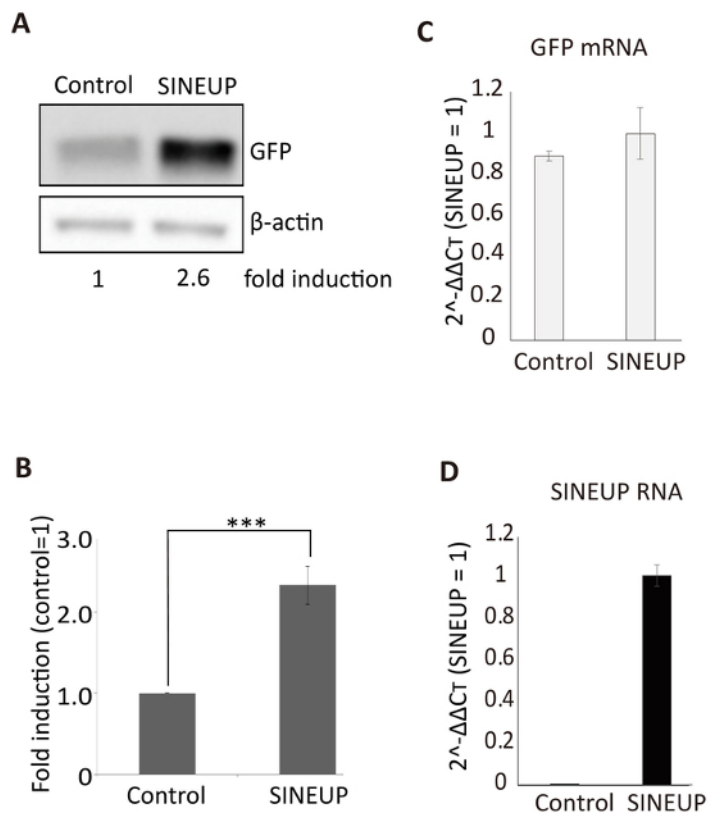 A
Control SINEUP
GFP
β-actin
1 2.6 fold induction
B
Fold induction (control=1)
3.0
2.0
1.0
0
***
Control SINEUP
C
GFP mRNA
2^-ΔΔCT (SINEUP = 1)
1.2
1
0.8
0.6
0.4
0.2
0
Control SINEUP
D
SINEUP RNA
2^-ΔΔCT (SINEUP = 1)
1.2
1
0.8
0.6
0.4
0.2
0
Control SINEUP